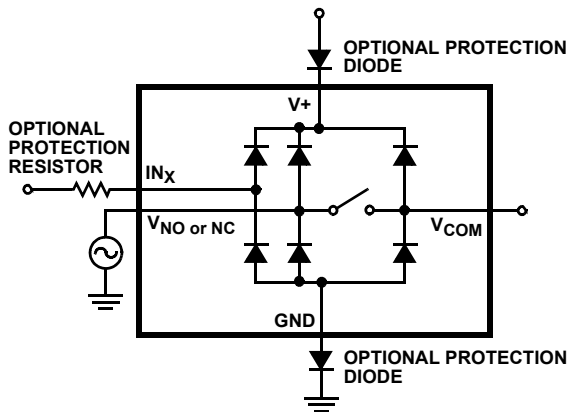 OPTIONAL PROTECTION
DIODE
V+
OPTIONAL
PROTECTION
RESISTOR
INX
VNO or NC
VCOM
GND
OPTIONAL PROTECTION
DIODE